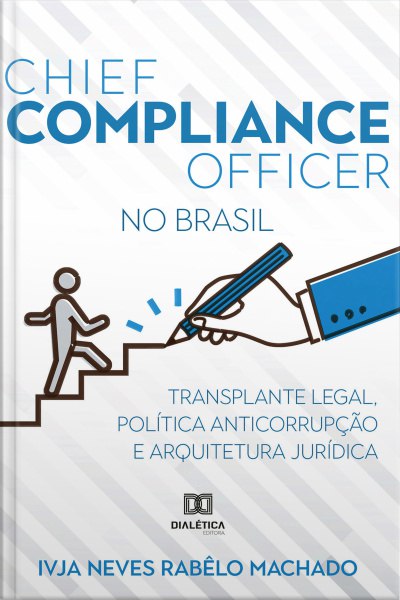 CHIEF
COMPLIANCE
OFFICER
NO BRASIL
TRANSPLANTE LEGAL,
POLÍTICA ANTICORRUPÇÃO
E ARQUITETURA JURÍDICA
DIALÉTICA
EDITORA
IVJA NEVES RABÊLO MACHADO